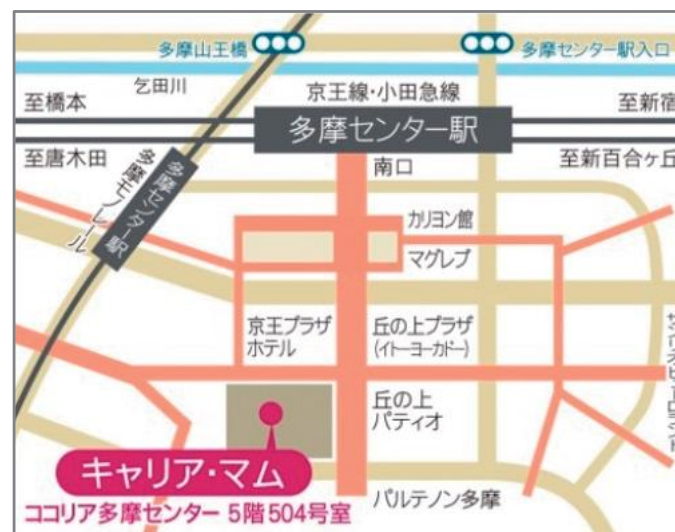 多摩山王橋
多摩センター駅入口
乞田川
京王線・小田急線
至橋本
至新宿
多摩センター駅
至唐木田
南口
至新百合ヶ丘
多摩センター駅
多摩モノレール
カリヨン館
マグレブ
京王プラザ
ホテル
丘の上プラザ
(イトーヨーカドー)
丘の上
パティオ
キャリア・マム
ココリア多摩センター 5階504号室
パルテノン多摩